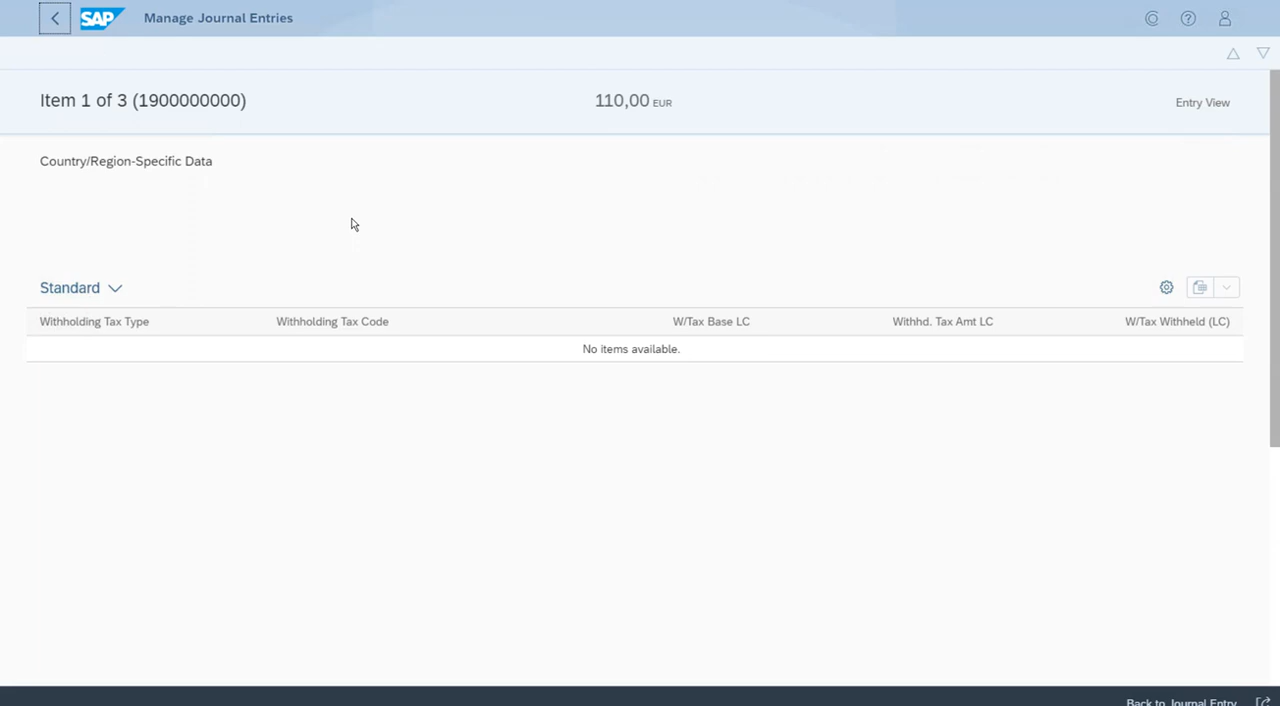 SAP Manage Journal Entries
Item 1 of 3 (1900000000) 110,00 EUR Entry View
Country/Region-Specific Data
Standard
Withholding Tax Type Withholding Tax Code W/Tax Base LC Withhd. Tax Amt LC W/Tax Withheld (LC)
No items available.
Back to Journal Entry